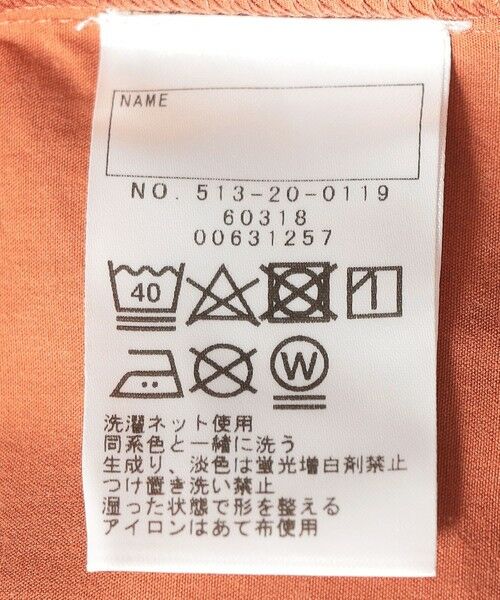 NAME
NO. 513-20-0119
60318
00631257
40
W
洗濯ネット使用
同系色と一緒に洗う
生成り、淡色は蛍光増白剤禁止
つけ置き洗い禁止
湿った状態で形を整える
アイロンはあて布使用